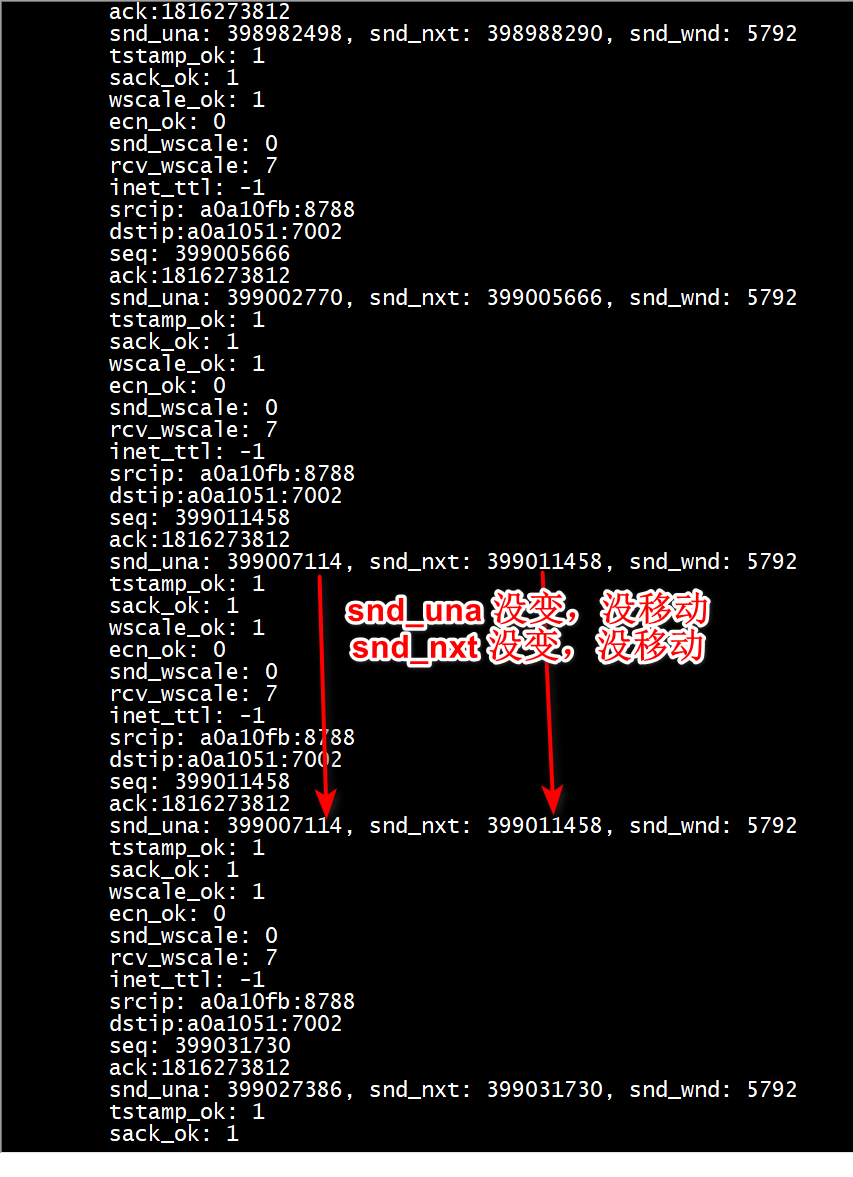 ack:1816273812
snd_una: 398982498, snd_nxt: 398988290, snd_wnd: 5792
tstamp_ok: 1
sack_ok: 1
wscale_ok: 1
ecn_ok: 0
snd_wscale: 0
rcv_wscale: 7
inet_ttl: -1
srcip: a0a10fb:8788
dstip:a0a1051:7002
seq: 399005666
ack:1816273812
snd_una: 399002770, snd_nxt: 399005666, snd_wnd: 5792
tstamp_ok: 1
sack_ok: 1
wscale_ok: 1
ecn_ok: 0
snd_wscale: 0
rcv_wscale: 7
inet_ttl: -1
srcip: a0a10fb:8788
dstip:a0a1051:7002
seq: 399011458
ack:1816273812
snd_una: 399007114, snd_nxt: 399011458, snd_wnd: 5792
tstamp_ok: 1
sack_ok: 1
snd_una 没变，没移动
wscale_ok: 1
snd_nxt 没变，没移动
ecn_ok: 0
snd_wscale: 0
rcv_wscale: 7
inet_ttl: -1
srcip: a0a10fb:8788
dstip:a0a1051:7002
seq: 399011458
ack:1816273812
snd_una: 399007114, snd_nxt: 399011458, snd_wnd: 5792
tstamp_ok: 1
sack_ok: 1
wscale_ok: 1
ecn_ok: 0
snd_wscale: 0
rcv_wscale: 7
inet_ttl: -1
srcip: a0a10fb:8788
dstip:a0a1051:7002
seq: 399031730
ack:1816273812
snd_una: 399027386, snd_nxt: 399031730, snd_wnd: 5792
tstamp_ok: 1
sack_ok: 1